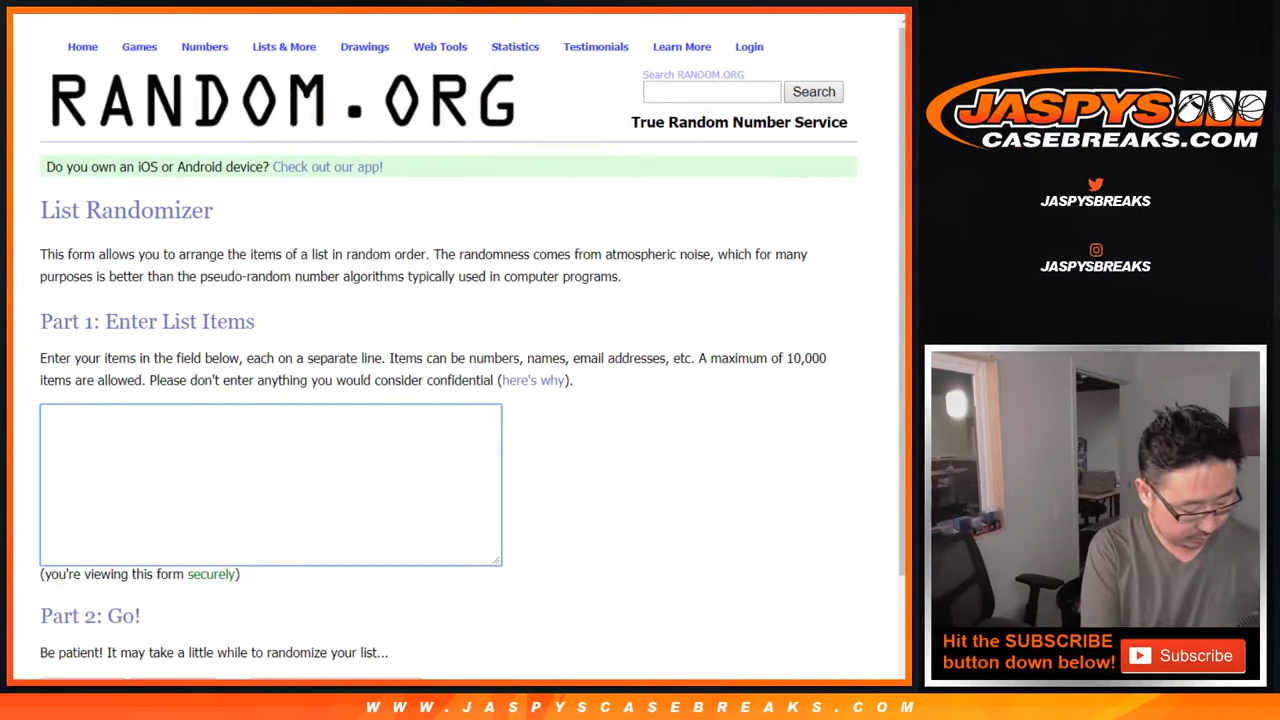 Home Games Numbers Lists & More Drawings Web Tools Statistics Testimonials Learn More Login
RANDOM.ORG
Search RANDOM.ORG
Search
True Random Number Service
Do you own an iOS or Android device? Check out our app!
List Randomizer
This form allows you to arrange the items of a list in random order. The randomness comes from atmospheric noise, which for many
purposes is better than the pseudo-random number algorithms typically used in computer programs.
Part 1: Enter List Items
Enter your items in the field below, each on a separate line. Items can be numbers, names, email addresses, etc. A maximum of 10,000
items are allowed. Please don't enter anything you would consider confidential (here's why).
(you're viewing this form securely)
Part 2: Go!
Be patient! It may take a little while to randomize your list...
JASPYS
CASEBREAKS.COM
JASPYSBREAKS
JASPYSBREAKS
Hit the SUBSCRIBE
button down below!
Subscribe
WWW.JASPYSCASEBREAKS.COM